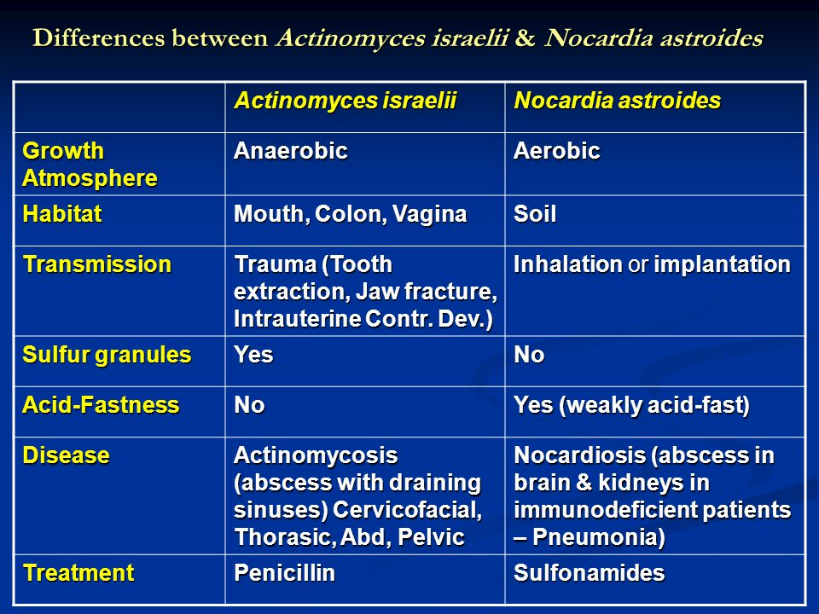 Differences between Actinomyces israelii & Nocardia astroides
Actinomyces israelii
Nocardia astroides
Growth
Atmosphere
Anaerobic
Aerobic
Habitat
Mouth, Colon, Vagina
Soil
Transmission
Trauma (Tooth
extraction, Jaw fracture,
Intrauterine Contr. Dev.)
Inhalation or implantation
Sulfur granules
Yes
No
Acid-Fastness
No
Yes (weakly acid-fast)
Disease
Actinomycosis
(abscess with draining
sinuses) Cervicofacial,
Thorasic, Abd, Pelvic
Nocardiosis (abscess in
brain & kidneys in
immunodeficient patients
– Pneumonia)
Treatment
Penicillin
Sulfonamides